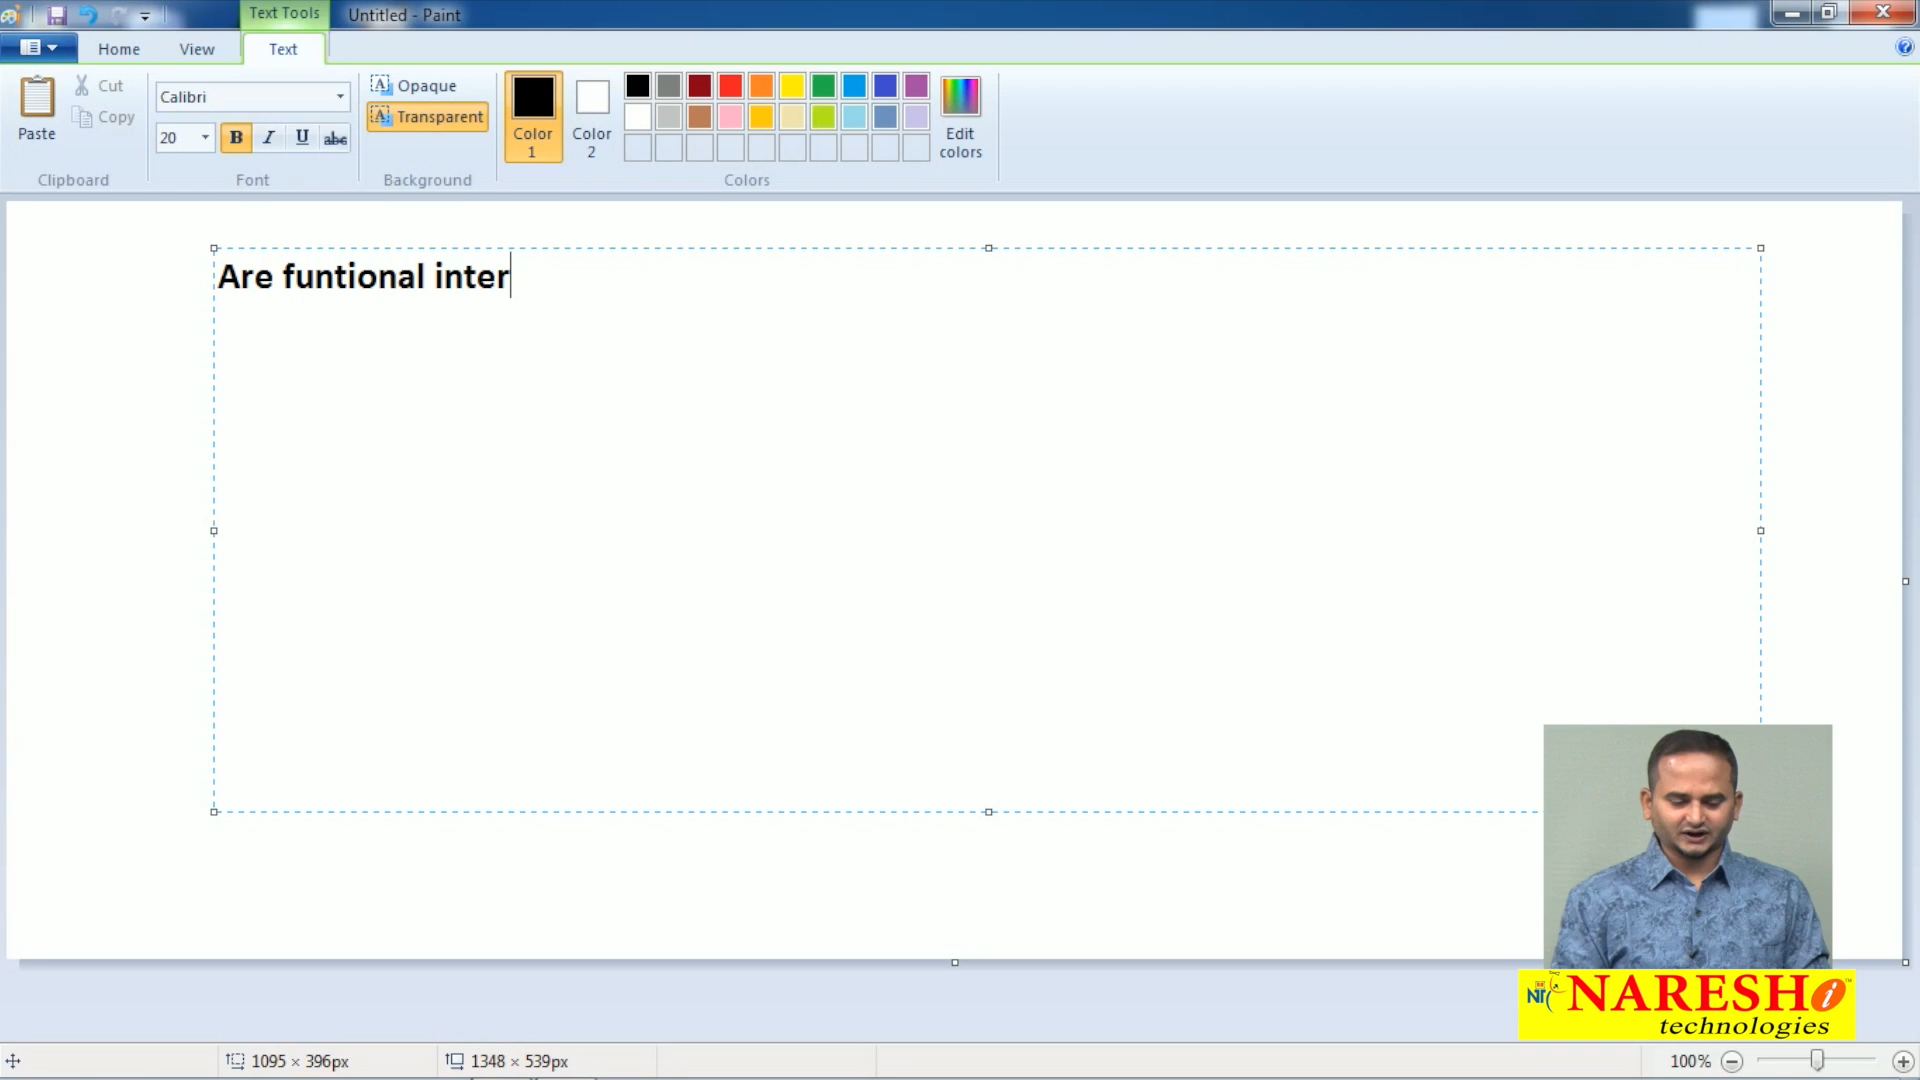 Text Tools
Untitled - Paint
Home
View
Text
Paste
Cut
Copy
Clipboard
Calibri
20
B
I
U
abc
Font
Opaque
Transparent
Background
Color
1
Color
2
Edit
colors
Colors
Are funtional inter
NT
NARESH i
technologies
1095 × 396px
1348 × 539px
100%